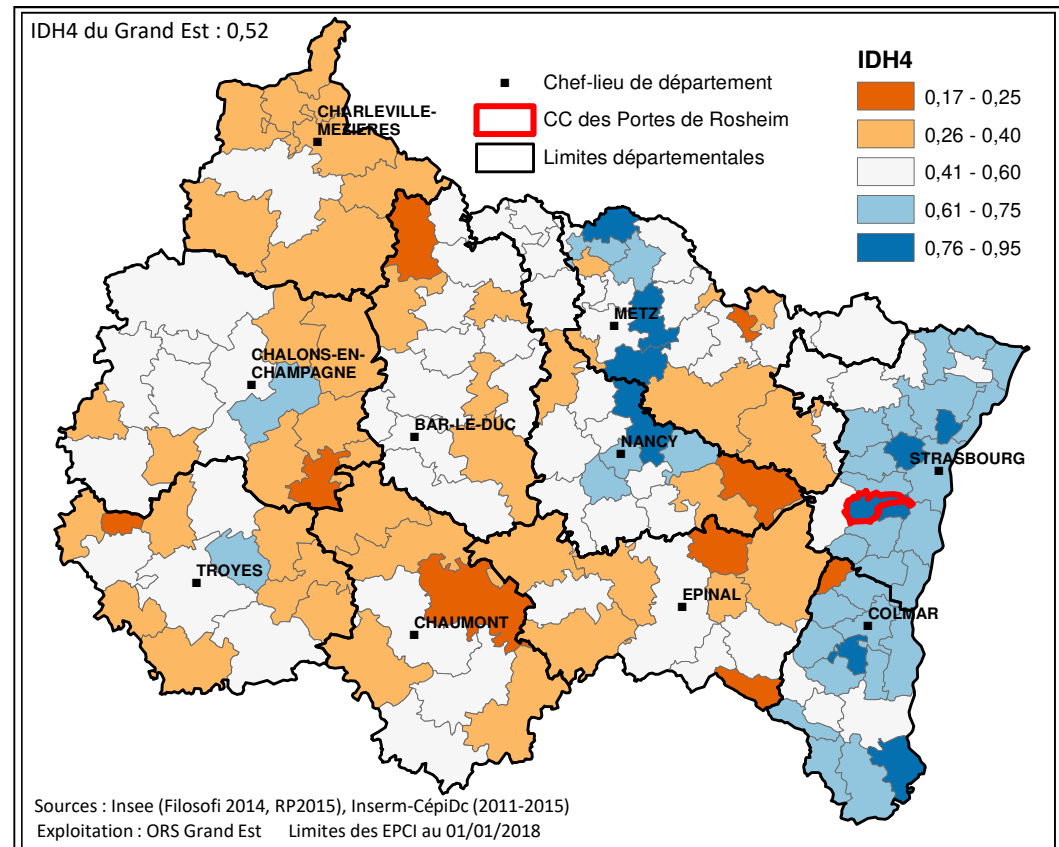 IDH4 du Grand Est : 0,52
IDH4
Chef-lieu de département
CC des Portes de Rosheim
Limites départementales
0,17 - 0,25
0,26 - 0,40
0,41 - 0,60
0,61 - 0,75
0,76 - 0,95
CHARLEVILLE-
MEZIERES
METZ
CHALONS-EN-
CHAMPAGNE
BAR-LE-DUC
NANCY
STRASBOURG
TROYES
EPINAL
CHAUMONT
COLMAR
Sources : Insee (Filosofi 2014, RP2015), Inserm-CépiDc (2011-2015)
Exploitation : ORS Grand Est Limites des EPCI au 01/01/2018